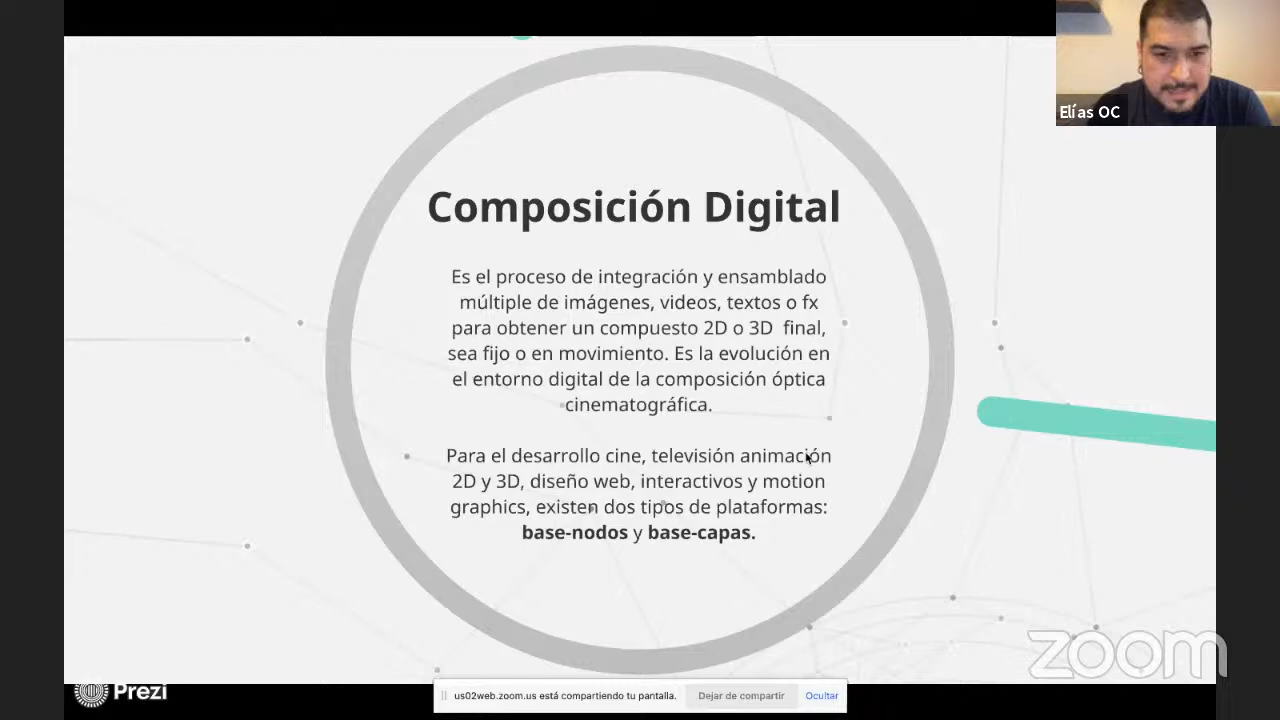 Elías OC
Composición Digital
Es el proceso de integración y ensamblado
múltiple de imágenes, videos, textos o fx
para obtener un compuesto 2D o 3D final,
sea fijo o en movimiento. Es la evolución en
el entorno digital de la composición óptica
cinematográfica.
Para el desarrollo cine, televisión animación
2D y 3D, diseño web, interactivos y motion
graphics, existen dos tipos de plataformas:
base-nodos y base-capas.
zoom
Prezi
us02web.zoom.us está compartiendo tu pantalla.
Dejar de compartir
Ocultar